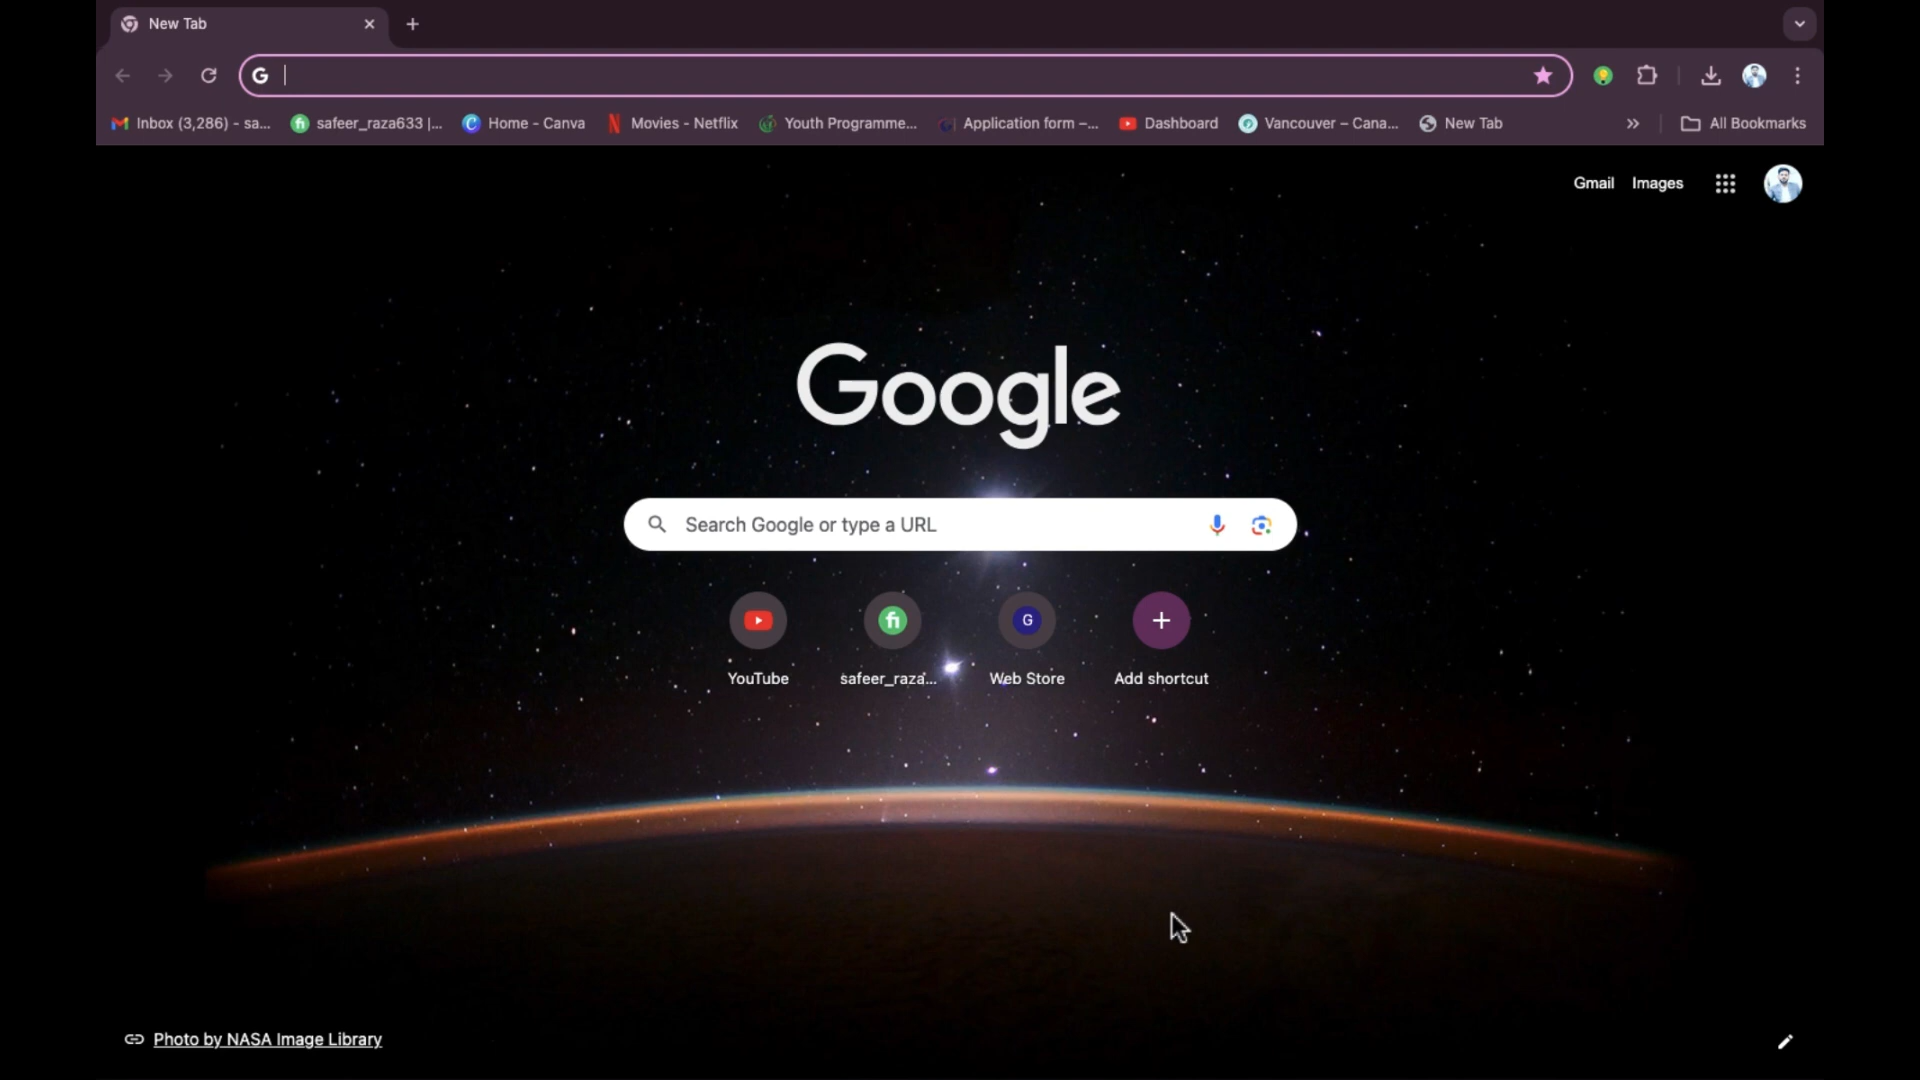 New Tab
Inbox (3,286) - sa...
safeer_raza633 |...
Home - Canva
Movies - Netflix
Youth Programme...
Application form –...
Dashboard
Vancouver – Cana...
New Tab
All Bookmarks
Gmail Images
Google
Search Google or type a URL
YouTube
safeer_raza...
G
Web Store
Add shortcut
Photo by NASA Image Library